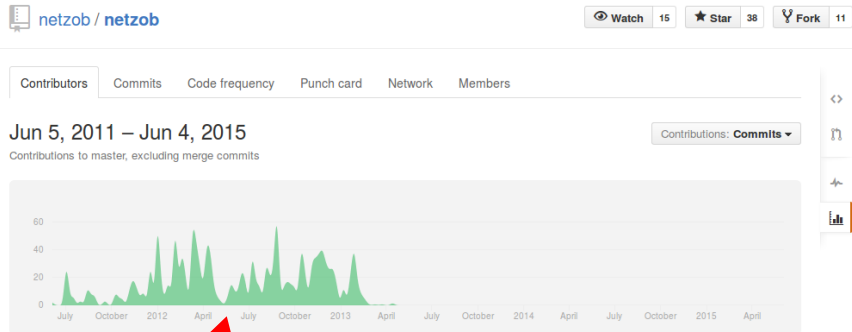 netzob / netzob
Watch 15 Star 38 Fork 11
Contributors Commits Code frequency Punch card Network Members
Jun 5, 2011 – Jun 4, 2015
Contributions: Commits
Contributions to master, excluding merge commits
60
40
20
0
July October 2012 April July October 2013 April July October 2014 April July October 2015 April